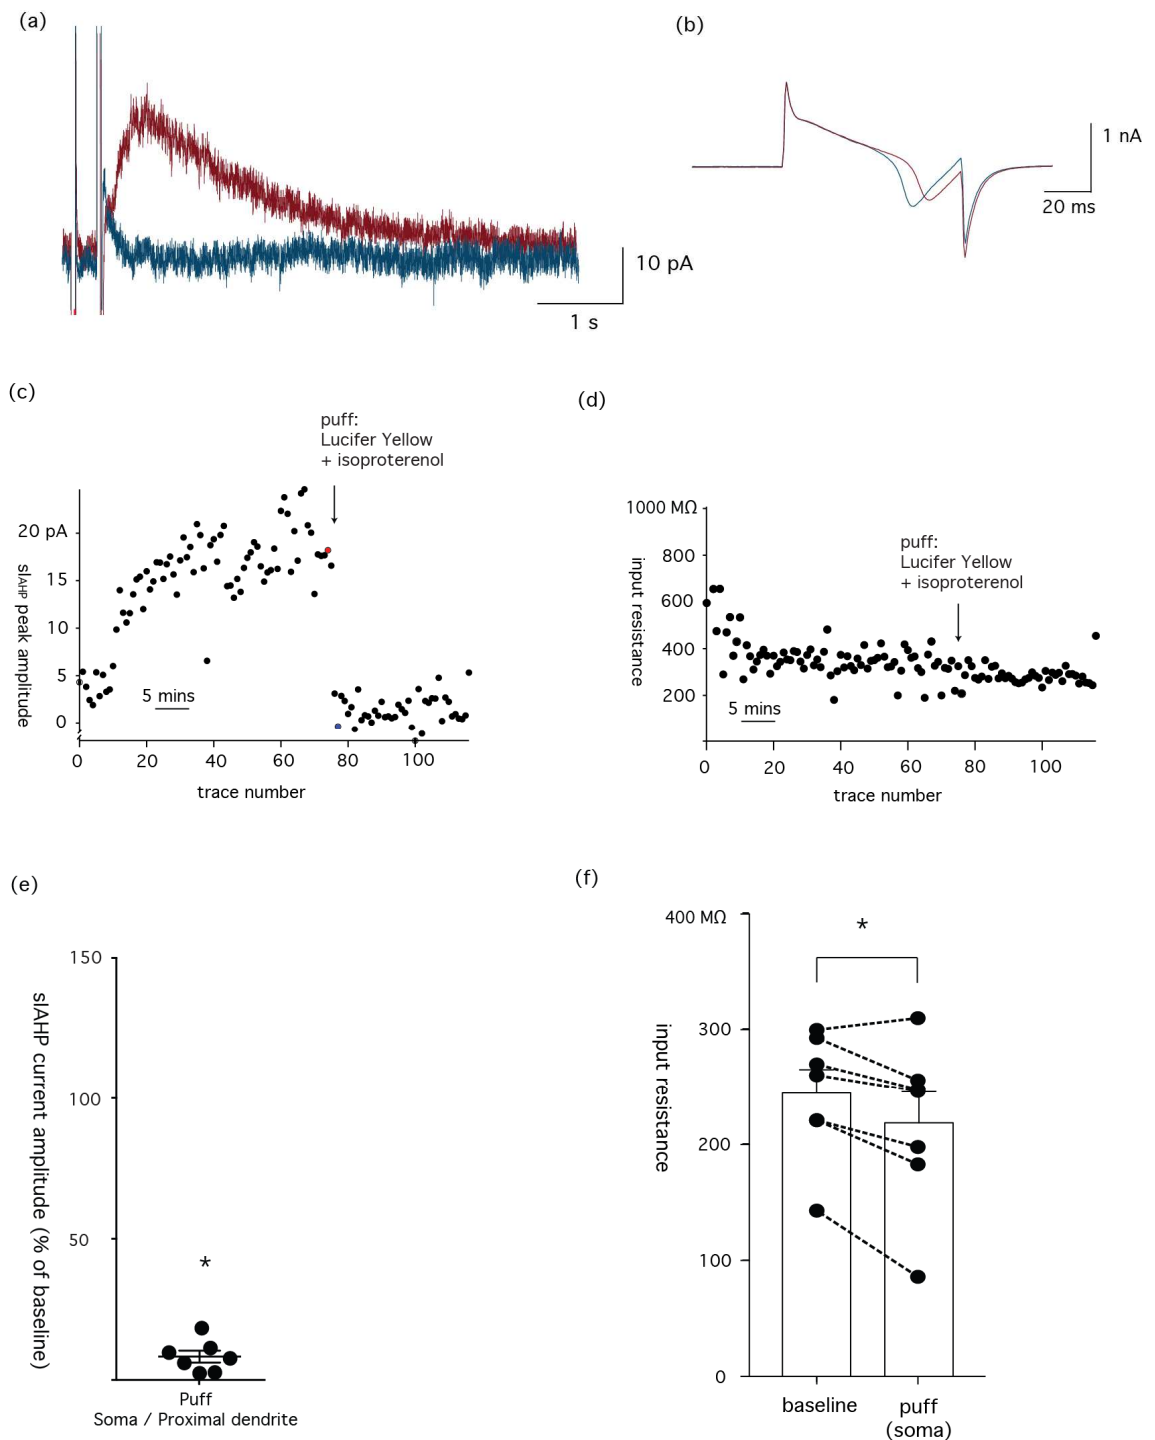 (a)
10 pA
1 s
(b)
1 nA
20 ms
(c)
puff:
Lucifer Yellow
+ isoproterenol
sIAHP peak amplitude
20 pA
15
10
5
0
5 mins
0
20
40
60
80
100
trace number
(d)
puff:
Lucifer Yellow
+ isoproterenol
input resistance
1000 MΩ
800
600
400
200
5 mins
0
20
40
60
80
100
trace number
(e)
sIAHP current amplitude (% of baseline)
150
100
50
*
Puff
Soma / Proximal dendrite
(f)
input resistance
400 MΩ
300
200
100
0
*
baseline
puff
(soma)